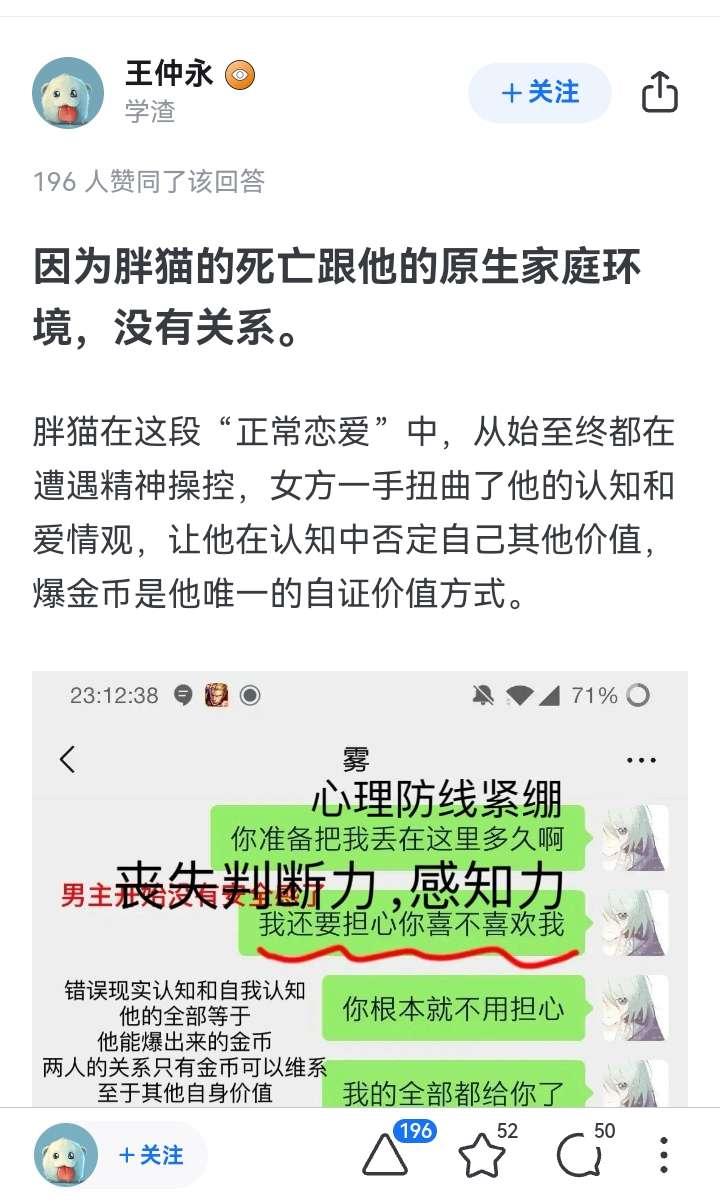 王仲永
学渣
+关注
196 人赞同了该回答
因为胖猫的死亡跟他的原生家庭环
境，没有关系。
胖猫在这段“正常恋爱”中，从始至终都在
遭遇精神操控，女方一手扭曲了他的认知和
爱情观，让他在认知中否定自己其他价值，
爆金币是他唯一的自证价值方式。
23:12:38
71%
雾
心理防线紧绷
你准备把我丢在这里多久啊
丧失判断力,感知力
男主开始没有安全感了
我还要担心你喜不喜欢我
错误现实认知和自我认知
他的全部等于
他能爆出来的金币
两人的关系只有金币可以维系
至于其他自身价值
你根本就不用担心
我的全部都给你了
+关注
196
52
50